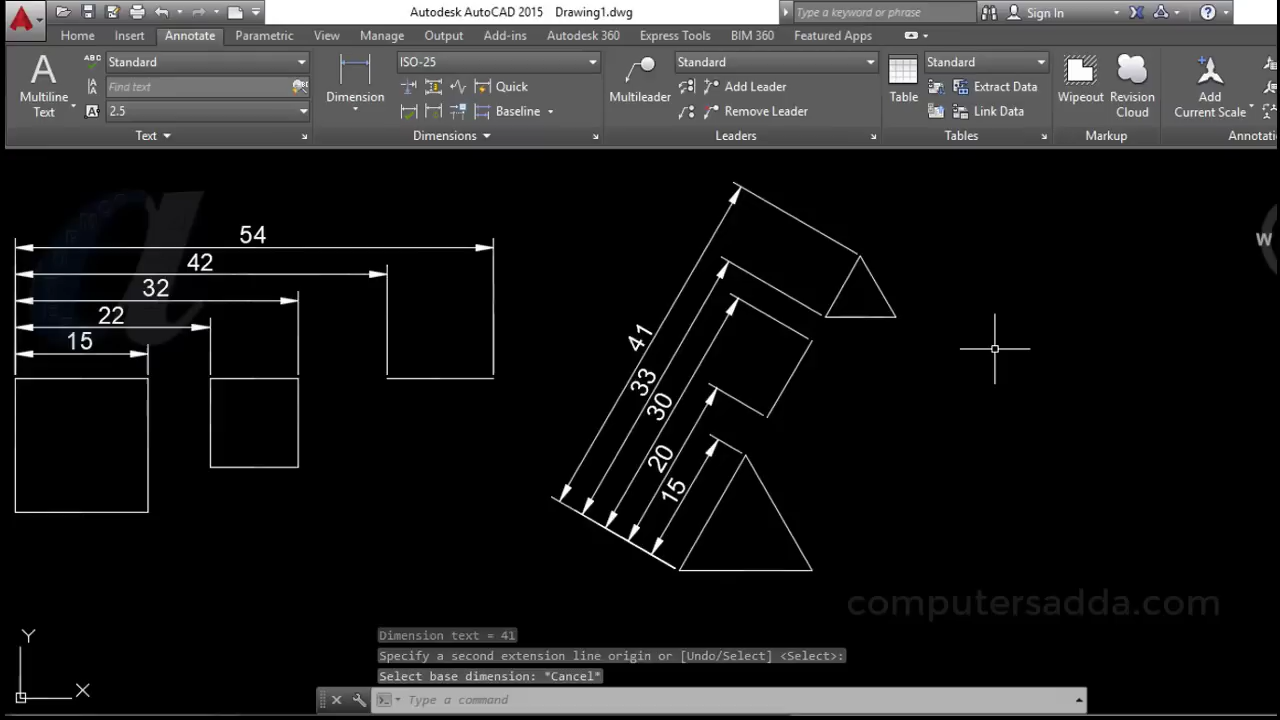 Autodesk AutoCAD 2015 Drawing1.dwg
Type a keyword or phrase
Sign In
Home Insert Annotate Parametric View Manage Output Add-ins Autodesk 360 Express Tools BIM 360 Featured Apps
A
Multiline
Text
ABC
Standard
Find text
2.5
Text
Dimension
ISO-25
Quick
Baseline
Dimensions
Multileader
Standard
Add Leader
Remove Leader
Leaders
Table
Standard
Extract Data
Link Data
Tables
Wipeout
Revision
Cloud
Markup
Add
Current Scale
Annotati
54
42
32
22
15
41
33
30
20
15
W
computersadda.com
Y
X
Dimension text = 41
Specify a second extension line origin or [Undo/Select] <Select>:
Select base dimension: *Cancel*
Type a command